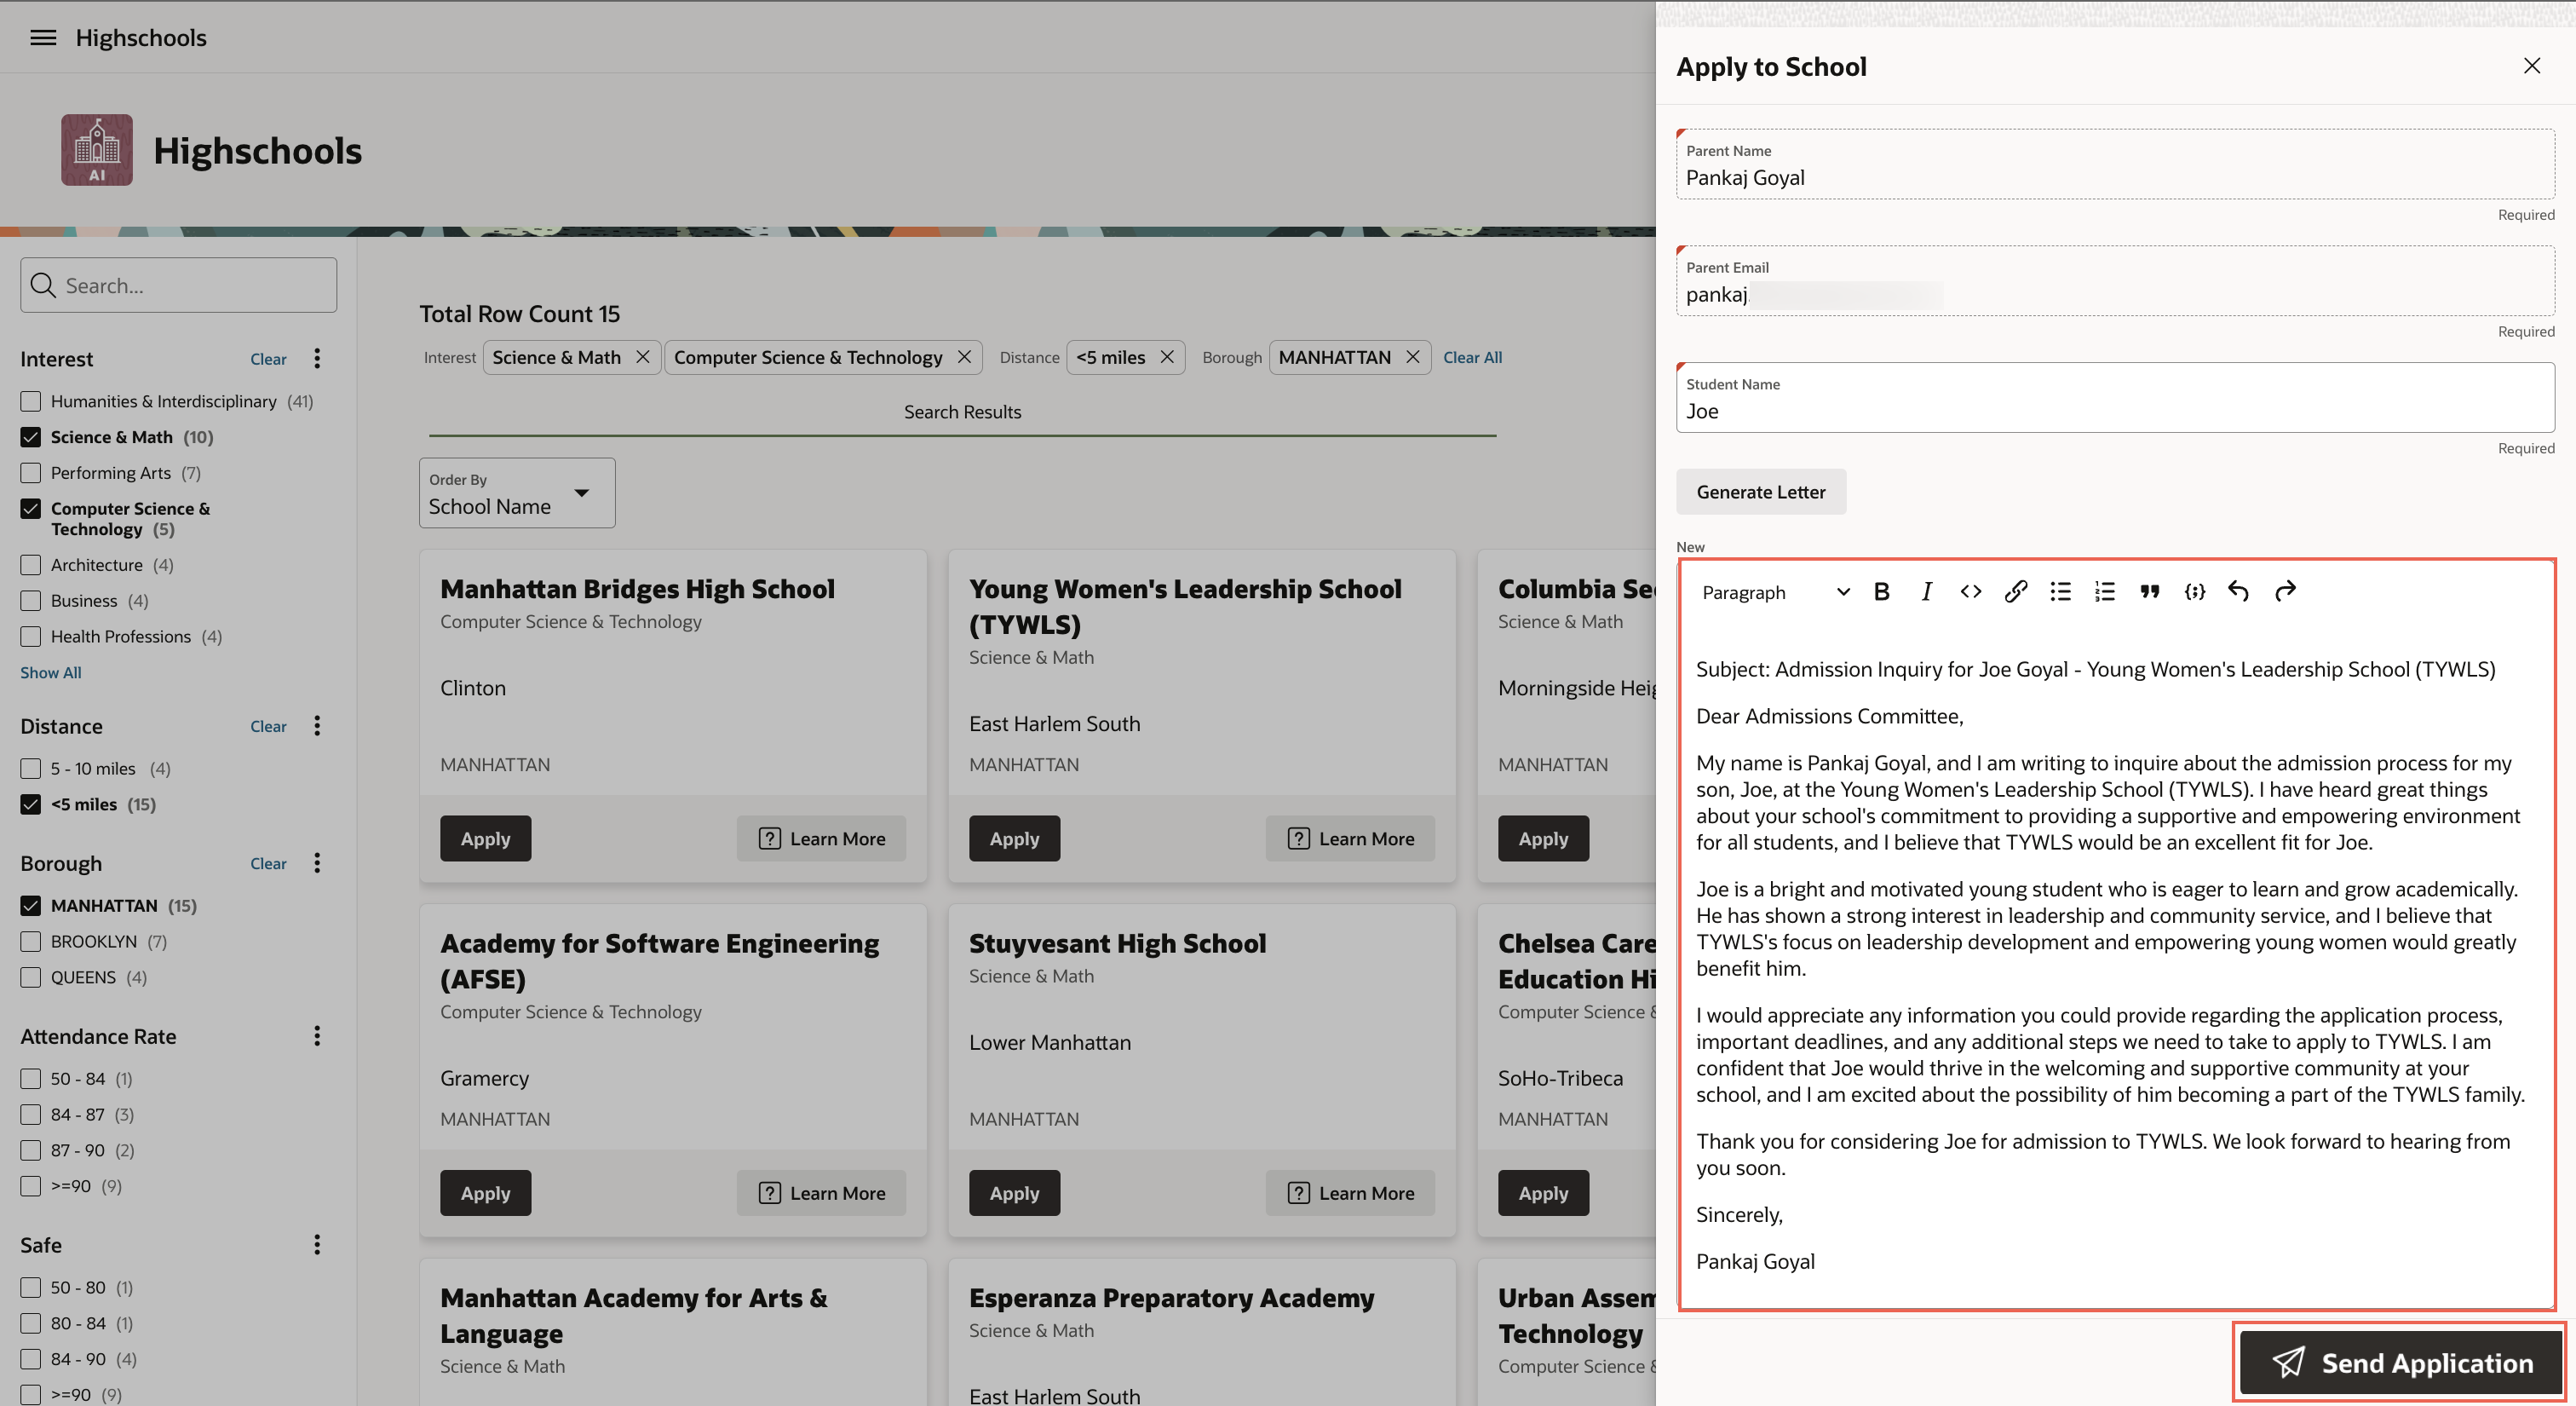 Highschools
AI
Highschools
Search...
Interest
Clear
Humanities & Interdisciplinary (41)
Science & Math (10)
Performing Arts (7)
Computer Science &
Technology (5)
Architecture (4)
Business (4)
Health Professions (4)
Show All
Distance
Clear
5 - 10 miles (4)
<5 miles (15)
Borough
Clear
MANHATTAN (15)
BROOKLYN (7)
QUEENS (4)
Attendance Rate
50 - 84 (1)
84 - 87 (3)
87 - 90 (2)
>=90 (9)
Safe
50 - 80 (1)
80 - 84 (1)
84 - 90 (4)
>=90 (9)
Total Row Count 15
Interest Science & Math Computer Science & Technology Distance <5 miles Borough MANHATTAN Clear All
Search Results
Order By
School Name
Manhattan Bridges High School
Computer Science & Technology
Clinton
MANHATTAN
Apply
Learn More
Young Women's Leadership School
(TYWLS)
Science & Math
East Harlem South
MANHATTAN
Apply
Learn More
Columbia Se
Science & Math
Morningside Hei
MANHATTAN
Apply
Academy for Software Engineering
(AFSE)
Computer Science & Technology
Gramercy
MANHATTAN
Apply
Learn More
Stuyvesant High School
Science & Math
Lower Manhattan
MANHATTAN
Apply
Learn More
Chelsea Care
Education Hi
Computer Science &
SoHo-Tribeca
MANHATTAN
Apply
Manhattan Academy for Arts &
Language
Science & Math
Esperanza Preparatory Academy
Science & Math
East Harlem South
Urban Assem
Technology
Computer Science &
Apply to School
Parent Name
Pankaj Goyal
Required
Parent Email
pankaj
Required
Student Name
Joe
Required
Generate Letter
New
Paragraph
Subject: Admission Inquiry for Joe Goyal - Young Women's Leadership School (TYWLS)
Dear Admissions Committee,
My name is Pankaj Goyal, and I am writing to inquire about the admission process for my
son, Joe, at the Young Women's Leadership School (TYWLS). I have heard great things
about your school's commitment to providing a supportive and empowering environment
for all students, and I believe that TYWLS would be an excellent fit for Joe.
Joe is a bright and motivated young student who is eager to learn and grow academically.
He has shown a strong interest in leadership and community service, and I believe that
TYWLS's focus on leadership development and empowering young women would greatly
benefit him.
I would appreciate any information you could provide regarding the application process,
important deadlines, and any additional steps we need to take to apply to TYWLS. I am
confident that Joe would thrive in the welcoming and supportive community at your
school, and I am excited about the possibility of him becoming a part of the TYWLS family.
Thank you for considering Joe for admission to TYWLS. We look forward to hearing from
you soon.
Sincerely,
Pankaj Goyal
Send Application